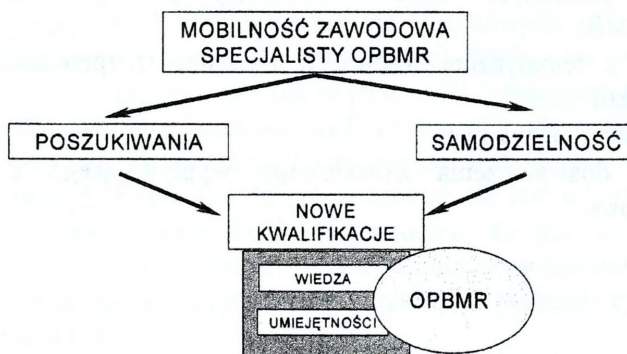 MOBILNOŚĆ ZAWODOWA
SPECJALISTY OPBMR
POSZUKIWANIA
SAMODZIELNOŚĆ
NOWE
KWALIFIKACJE
WIEDZA
UMIEJĘTNOŚCI
OPBMR